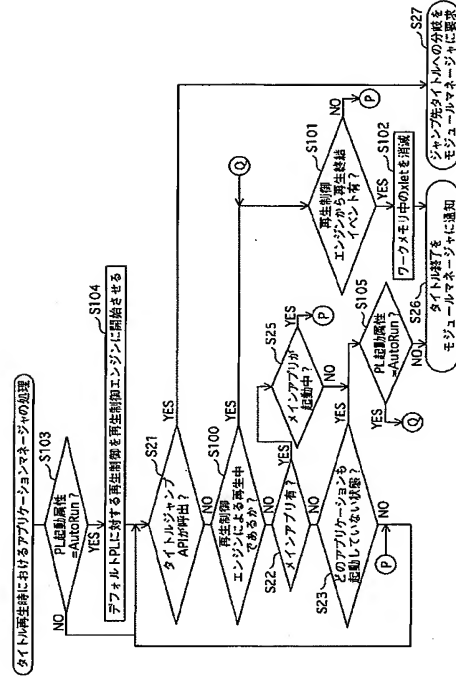 タイトル再生時におけるアプリケーションマネージャの処理
S103
PL起動属性
=AutoRun?
NO
YES
S104
デフォルトPLに対する再生制御を再生制御エンジンに開始させる
S21
タイトルジャンプ
APIが呼出?
YES
NO
S100
再生制御
エンジンによる再生中
であるか?
YES
NO
S22
メインアプリ有?
YES
NO
S25
メインアプリが
起動中?
YES
P
NO
S23
どのアプリケーションも
起動していない状態?
YES
NO
P
Q
S101
再生制御
エンジンから再生終結
イベント有?
NO
P
YES
S102
ワークメモリ中のxletを消滅
S105
PL起動属性
=AutoRun?
YES
Q
NO
S26
タイトル終了を
モジュールマネージャに通知
S27
ジャンプ先タイトルへの分岐を
モジュールマネージャに要求